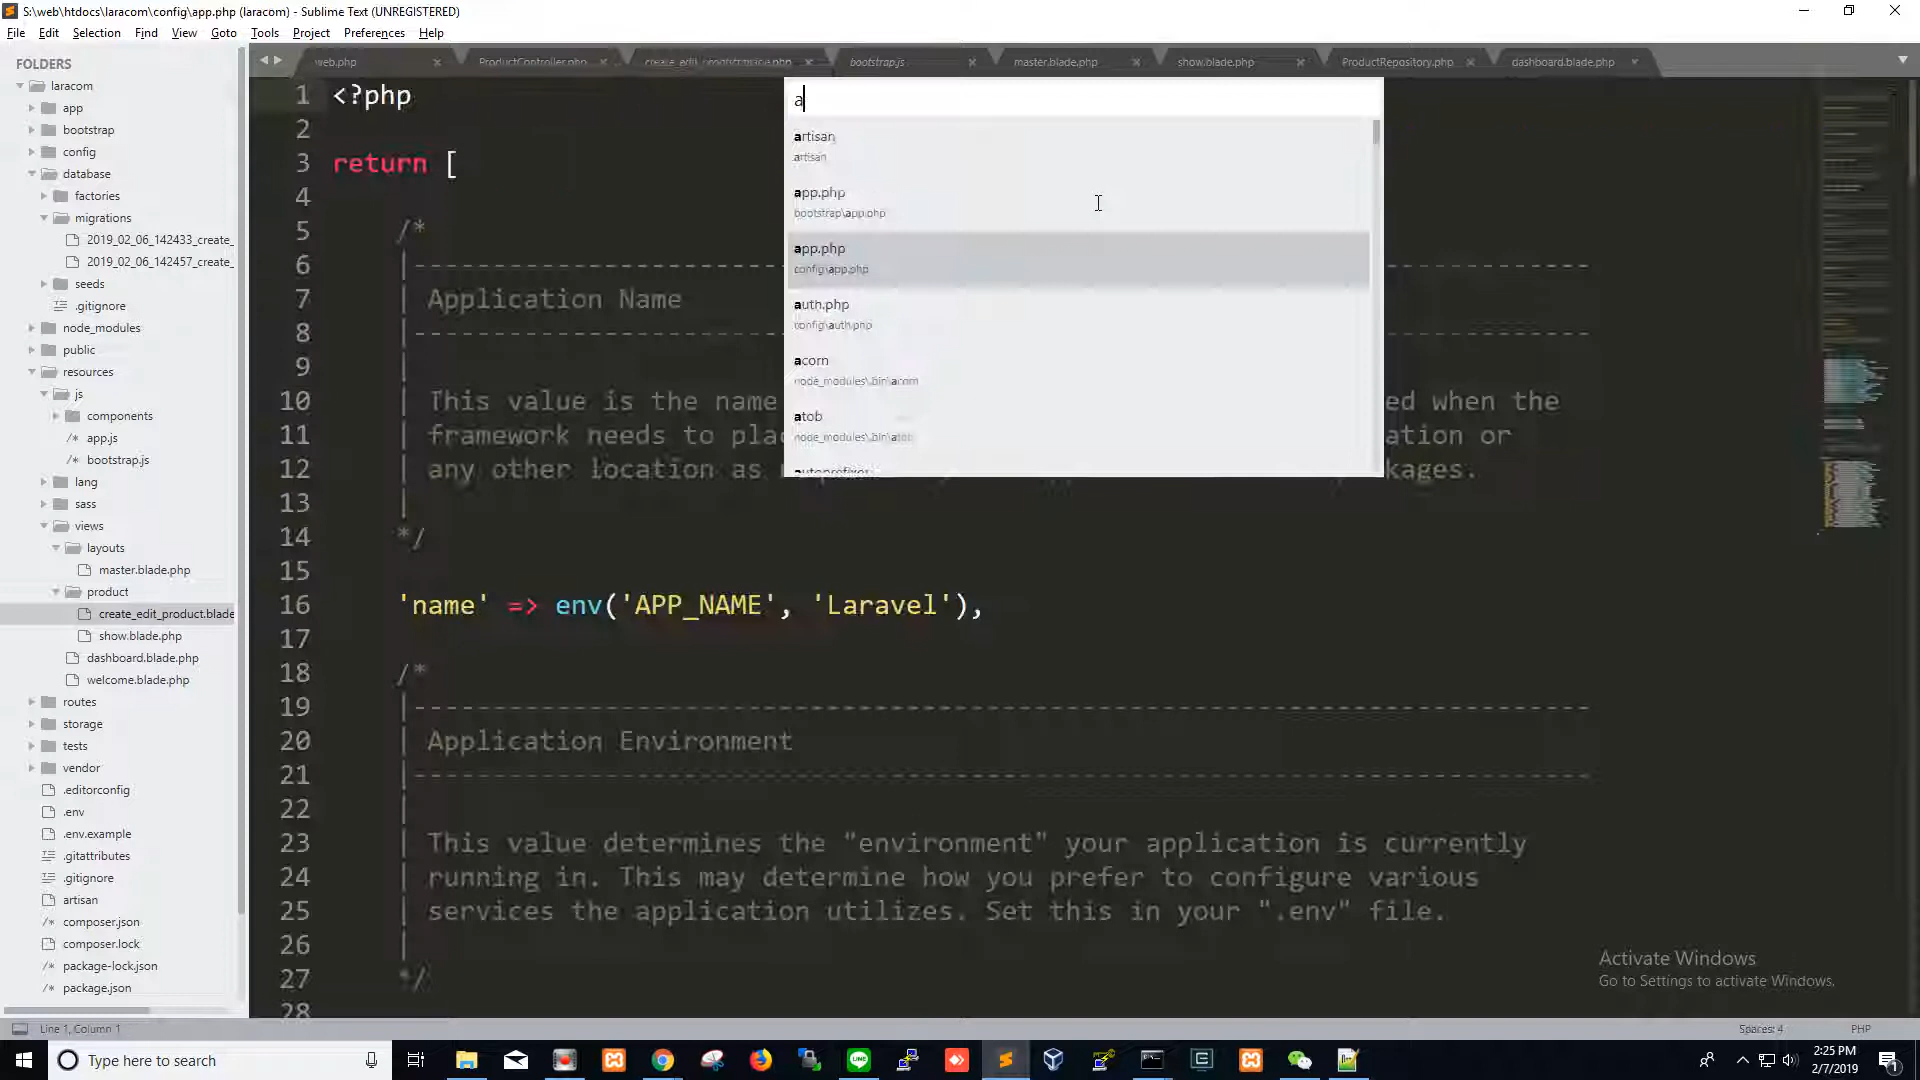 S:\web\htdocs\laracom\config\app.php (laracom) - Sublime Text (UNREGISTERED)
File Edit Selection Find View Goto Tools Project Preferences Help
FOLDERS
laracom
app
bootstrap
config
database
factories
migrations
2019_02_06_142433_create_
2019_02_06_142457_create_
seeds
.gitignore
node_modules
public
resources
js
components
app.js
bootstrap.js
lang
sass
views
layouts
master.blade.php
product
create_edit_product.blade
show.blade.php
dashboard.blade.php
welcome.blade.php
routes
storage
tests
vendor
.editorconfig
.env
.env.example
.gitattributes
.gitignore
artisan
composer.json
composer.lock
package-lock.json
package.json
web.php ProductController.php bootstrap.js master.blade.php show.blade.php ProductRepository.php dashboard.blade.php
a
artisan
artisan
app.php
bootstrap\app.php
app.php
config\app.php
auth.php
config\auth.php
acorn
node_modules\.bin\acorn
atob
node_modules\.bin\atob
autoprefixer
1 <?php
2
3 return [
4
5 /*
6 |--------------------------------------------------------------------------
7 | Application Name
8 |--------------------------------------------------------------------------
9 |
10 | This value is the name ed when the
11 | framework needs to pla ation or
12 | any other location as kages.
13 |
14 */
15
16 'name' => env('APP_NAME', 'Laravel'),
17
18 /*
19 |--------------------------------------------------------------------------
20 | Application Environment
21 |--------------------------------------------------------------------------
22 |
23 | This value determines the "environment" your application is currently
24 | running in. This may determine how you prefer to configure various
25 | services the application utilizes. Set this in your ".env" file.
26 |
27 */
28
Activate Windows
Go to Settings to activate Windows.
Line 1, Column 1 Spaces: 4 PHP
Type here to search
2:25 PM
2/7/2019
1